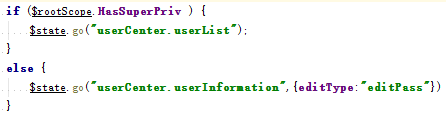 if ($rootScope.HasSuperPriv ) {
    $state.go("userCenter.userList");
}
else {
    $state.go("userCenter.userInformation",{editType:"editPass"})
}